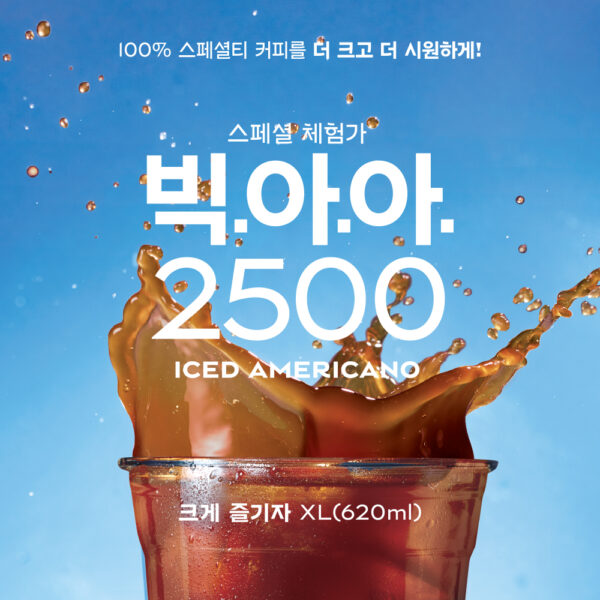 100% 스페셜티 커피를 더 크고 더 시원하게!
스페셜 체험가
빅.아.아.
2500
ICED AMERICANO
크게 즐기자 XL(620ml)